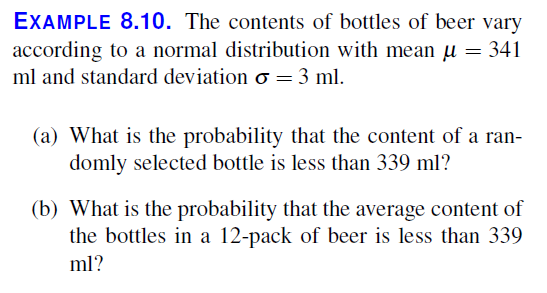 EXAMPLE 8.10. The contents of bottles of beer vary
according to a normal distribution with mean μ = 341
ml and standard deviation σ = 3 ml.
(a) What is the probability that the content of a ran-
domly selected bottle is less than 339 ml?
(b) What is the probability that the average content of
the bottles in a 12-pack of beer is less than 339
ml?